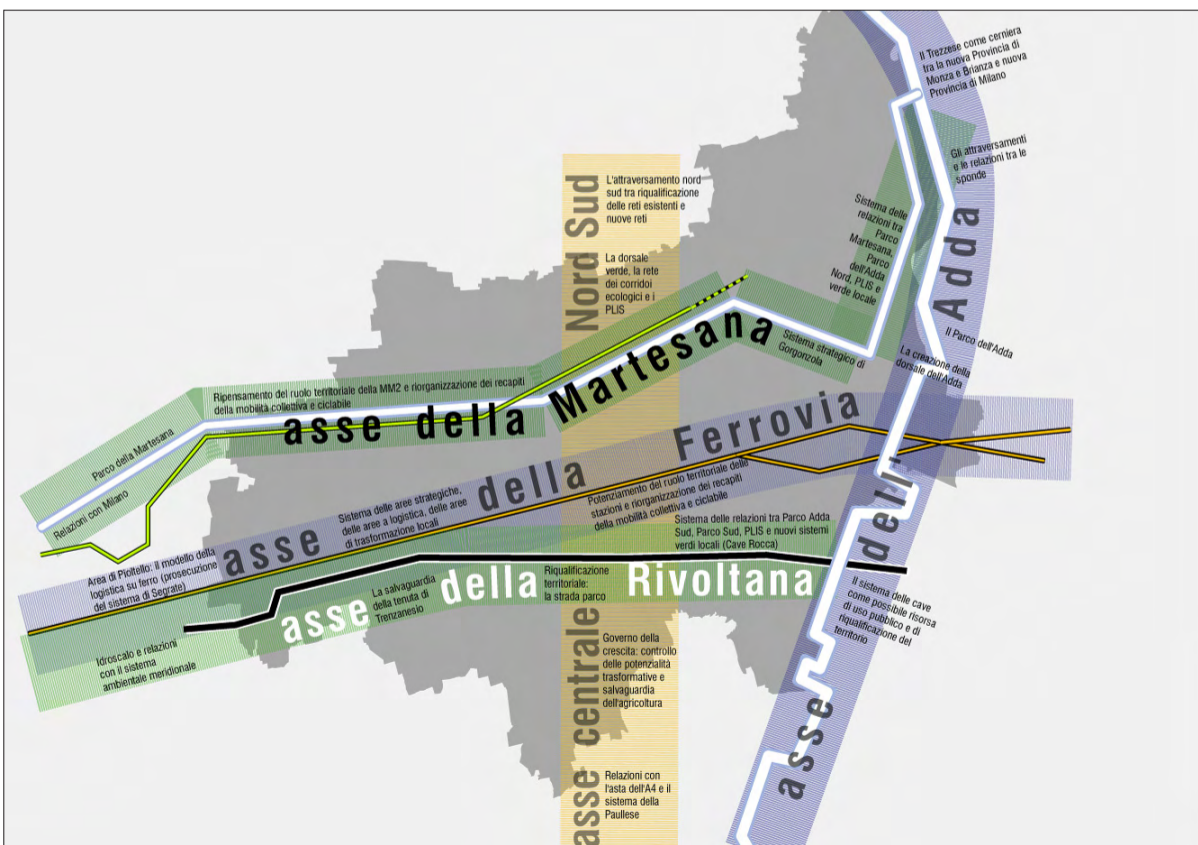 Il Trezzese come cerniera
tra la nuova Provincia di
Monza e Brianza e nuova
Provincia di Milano
Gli attraversamenti
e le relazioni tra le
sponde
L'attraversamento nord
sud tra riqualificazione
delle reti esistenti e
nuove reti
La dorsale
verde, la rete
dei corridoi
ecologici e i
PLIS
Sistema delle
relazioni tra
Parco
Martesana,
Parco
dell'Adda
Nord, PLIS e
verde locale
Il Parco dell'Adda
La creazione della
dorsale dell'Adda
Sistema strategico di
Gorgonzola
Ripensamento del ruolo territoriale della MM2 e riorganizzazione dei recapiti
della mobilità collettiva e ciclabile
asse della Martesana
Parco della Martesana
Relazioni con Milano
asse della Ferrovia
Sistema delle aree strategiche,
delle aree a logistica, delle aree
di trasformazione locali
Potenziamento del ruolo territoriale delle
stazioni e riorganizzazione dei recapiti
della mobilità collettiva e ciclabile
Area di Pioltello: il modello della
logistica su ferro (prosecuzione
del sistema di Segrate)
Sistema delle relazioni tra Parco Adda
Sud, Parco Sud, PLIS e nuovi sistemi
verdi locali (Cave Rocca)
asse della Rivoltana
La salvaguardia
della tenuta di
Trenzanesio
Riqualificazione
territoriale:
la strada parco
Idroscalo e relazioni
con il sistema
ambientale meridionale
Il sistema delle cave
come possibile risorsa
di uso pubblico e di
riqualificazione del
territorio
Governo della
crescita: controllo
delle potenzialità
trasformative e
salvaguardia
dell'agricoltura
Relazioni con
l'asta dell'A4 e il
sistema della
Paullese
asse centrale Nord Sud
asse dell' Adda